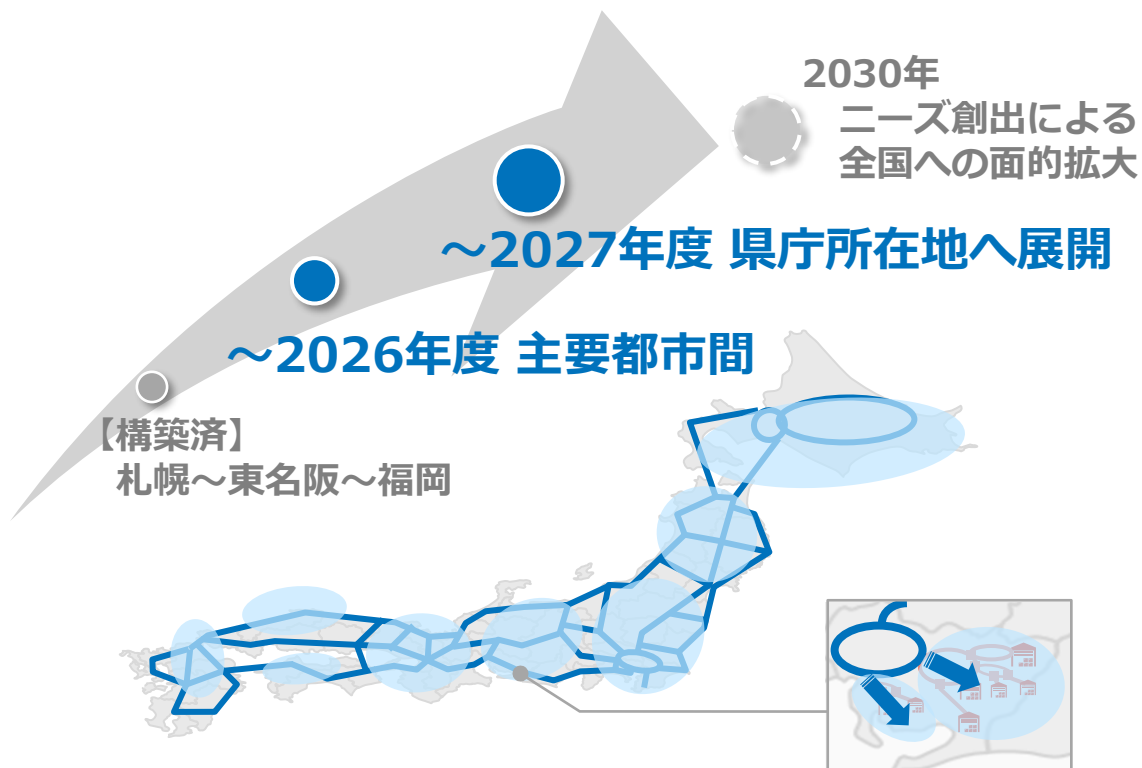 2030年
ニーズ創出による
全国への面的拡大
～2027年度 県庁所在地へ展開
～2026年度 主要都市間
【構築済】
札幌～東名阪～福岡